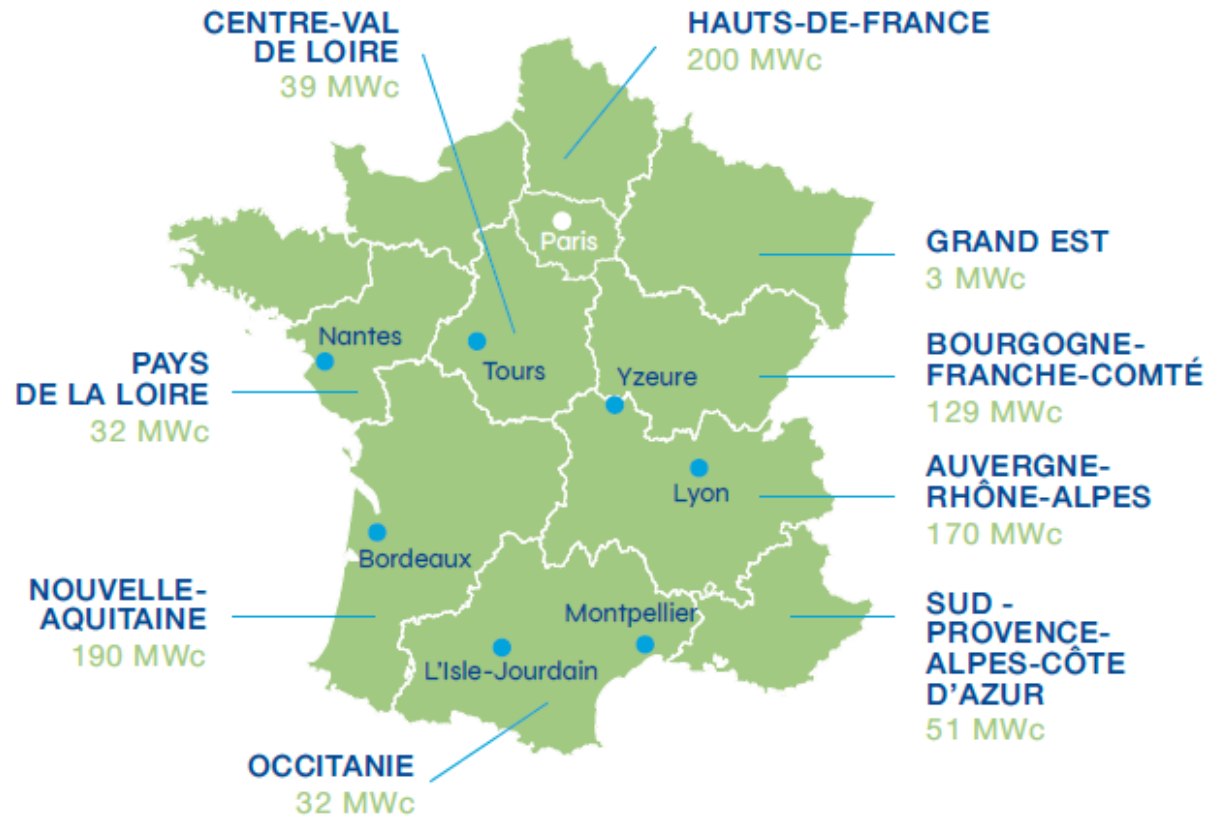 CENTRE-VAL
DE LOIRE
39 MWc
HAUTS-DE-FRANCE
200 MWc
Paris
GRAND EST
3 MWc
Nantes
Tours
Yzeure
PAYS
DE LA LOIRE
32 MWc
BOURGOGNE-
FRANCHE-COMTÉ
129 MWc
Lyon
AUVERGNE-
RHÔNE-ALPES
170 MWc
Bordeaux
NOUVELLE-
AQUITAINE
190 MWc
Montpellier
L'Isle-Jourdain
SUD -
PROVENCE-
ALPES-CÔTE
D'AZUR
51 MWc
OCCITANIE
32 MWc